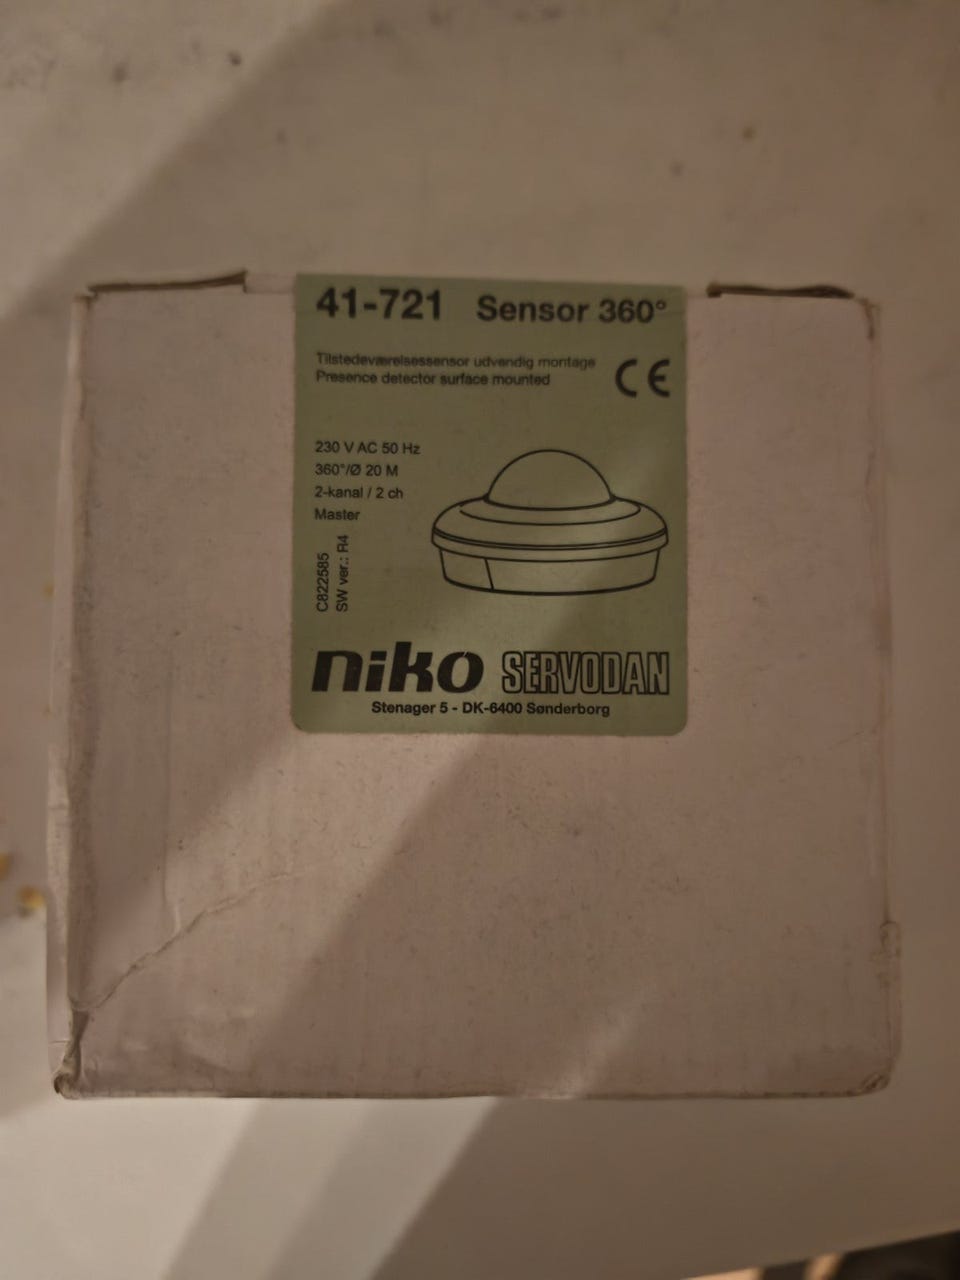 41-721 Sensor 360°
Tilstedeværelsessensor udvendig montage
Presence detector surface mounted
CE
230 V AC 50 Hz
360°/Ø 20 M
2-kanal / 2 ch
Master
C822585
SW ver.: R4
niko SERVODAN
Stenager 5 - DK-6400 Sønderborg